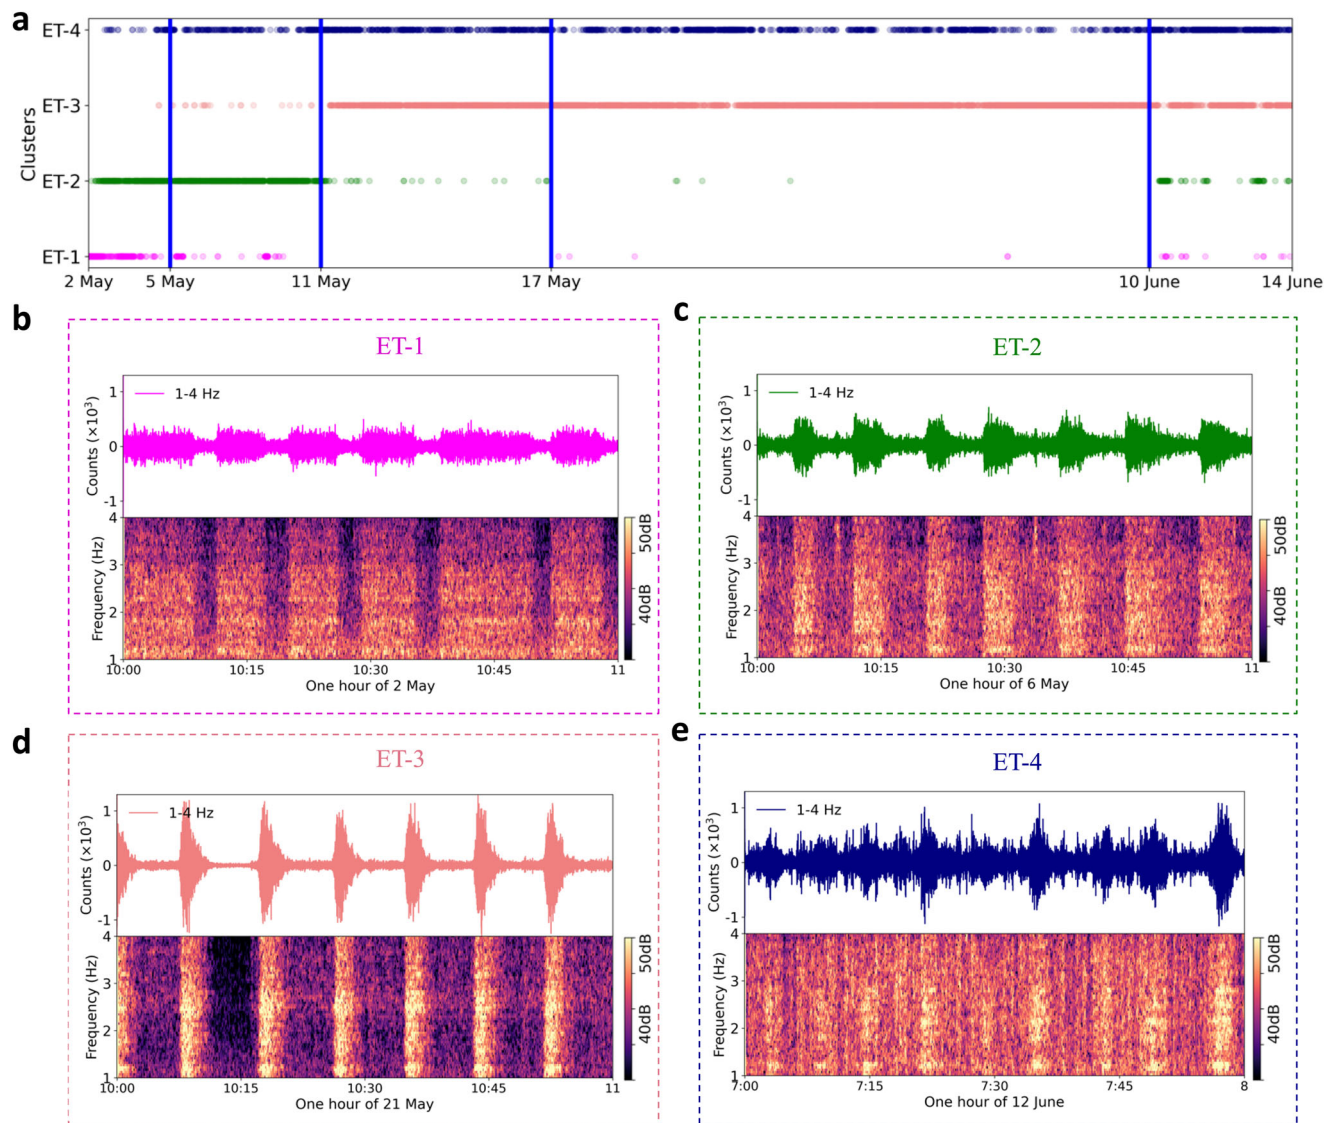 a
Clusters
ET-4
ET-3
ET-2
ET-1
2 May 5 May 11 May 17 May 10 June 14 June
b
ET-1
1-4 Hz
Counts (×10³)
1
0
-1
Frequency (Hz)
4
3
2
1
50dB
40dB
10:00 10:15 10:30 10:45 11
One hour of 2 May
c
ET-2
1-4 Hz
Counts (×10³)
1
0
-1
Frequency (Hz)
4
3
2
1
50dB
40dB
10:00 10:15 10:30 10:45 11
One hour of 6 May
d
ET-3
1-4 Hz
Counts (×10³)
1
0
-1
Frequency (Hz)
4
3
2
1
50dB
40dB
10:00 10:15 10:30 10:45 11
One hour of 21 May
e
ET-4
1-4 Hz
Counts (×10³)
1
0
-1
Frequency (Hz)
4
3
2
1
50dB
40dB
7:00 7:15 7:30 7:45 8
One hour of 12 June